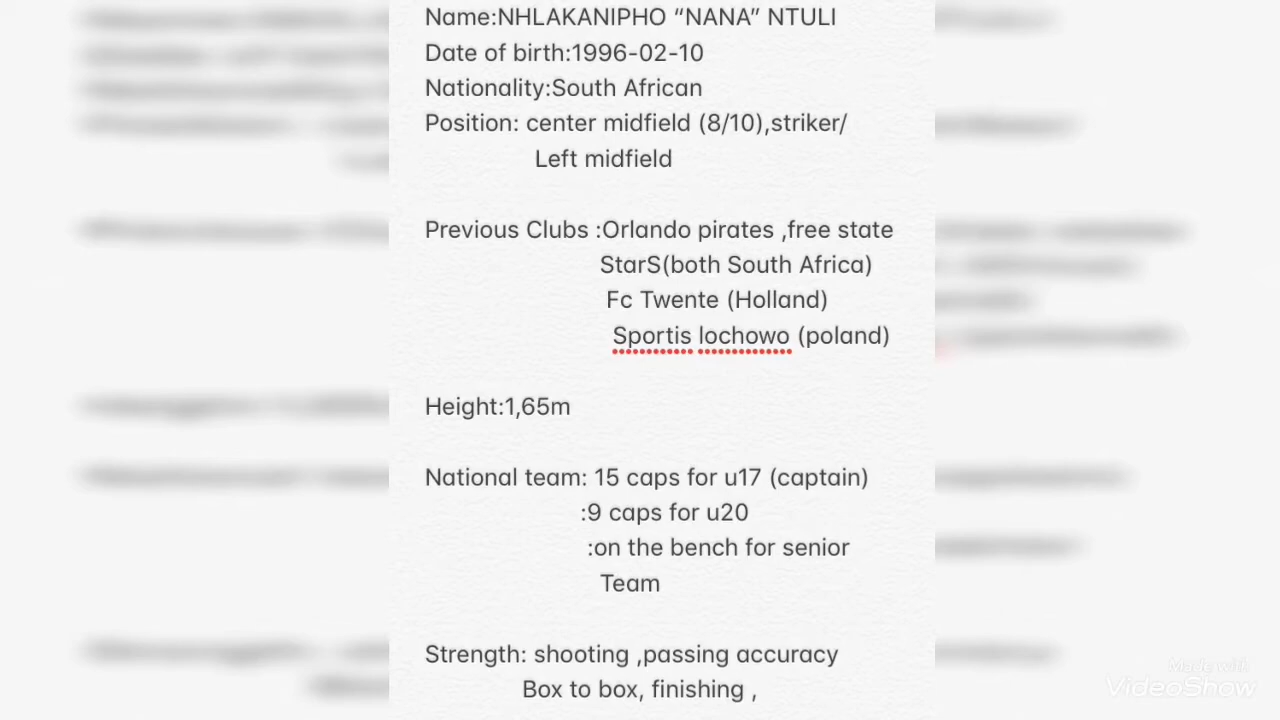 Name:NHLAKANIPHO “NANA” NTULI
Date of birth:1996-02-10
Nationality:South African
Position: center midfield (8/10),striker/
Left midfield
Previous Clubs :Orlando pirates ,free state
StarS(both South Africa)
Fc Twente (Holland)
Sportis lochowo (poland)
Height:1,65m
National team: 15 caps for u17 (captain)
:9 caps for u20
:on the bench for senior
Team
Strength: shooting ,passing accuracy
Box to box, finishing ,
Made with
VideoShow